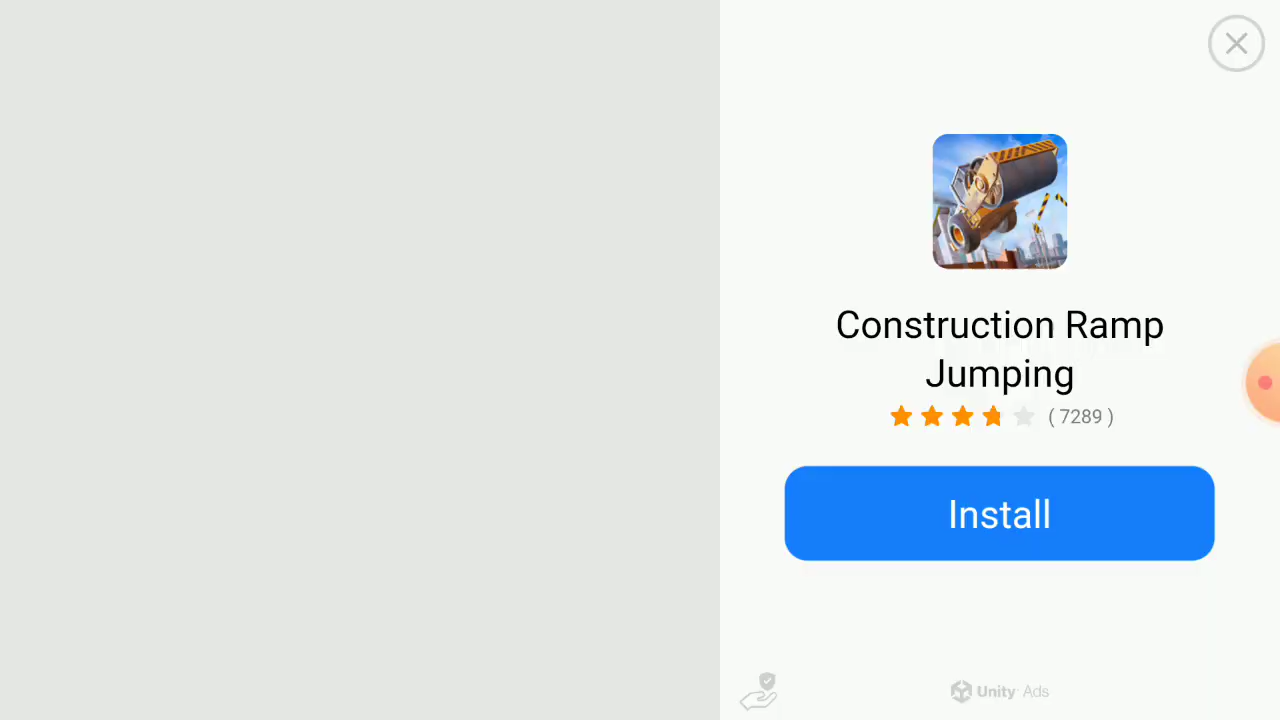 Construction Ramp
Jumping
( 7289 )
Install
Unity Ads